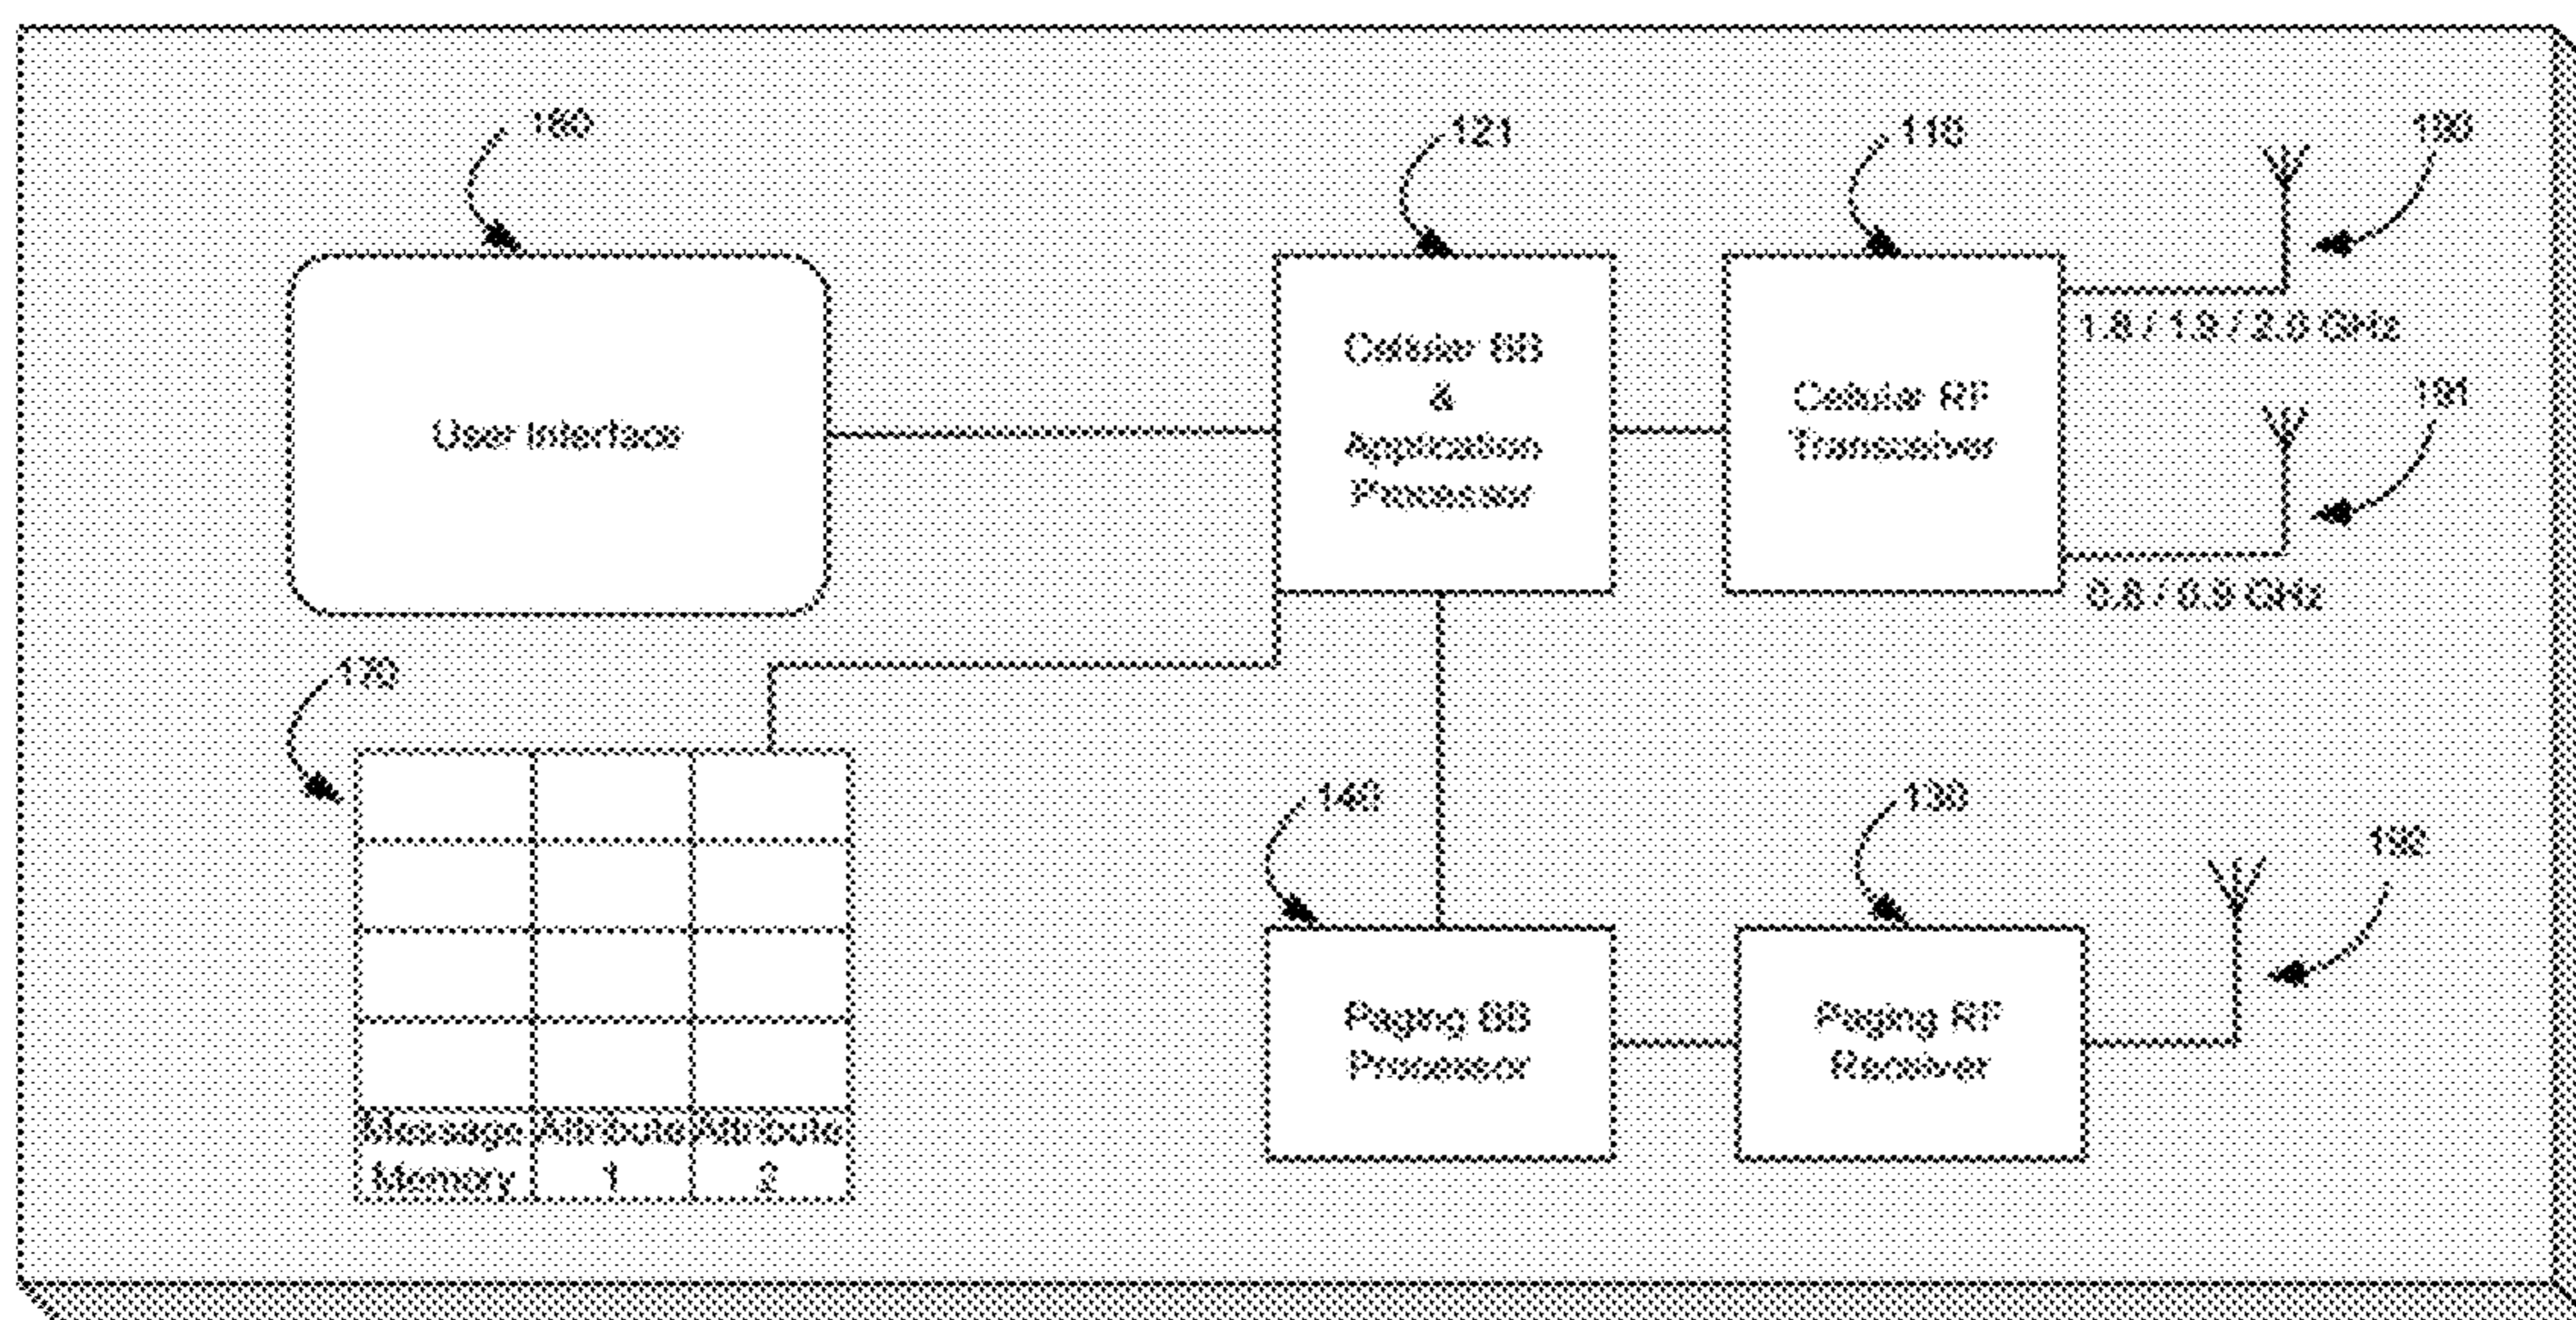 180
121
110
190
1.8 / 1.9 / 2.0 GHz
User Interface
Cellular BB
&
Application
Processor
Cellular RF
Transceiver
191
0.8 / 0.9 GHz
170
140
130
192
Paging BB
Processor
Paging RF
Receiver
Message Attribute Attribute
Memory 1 2